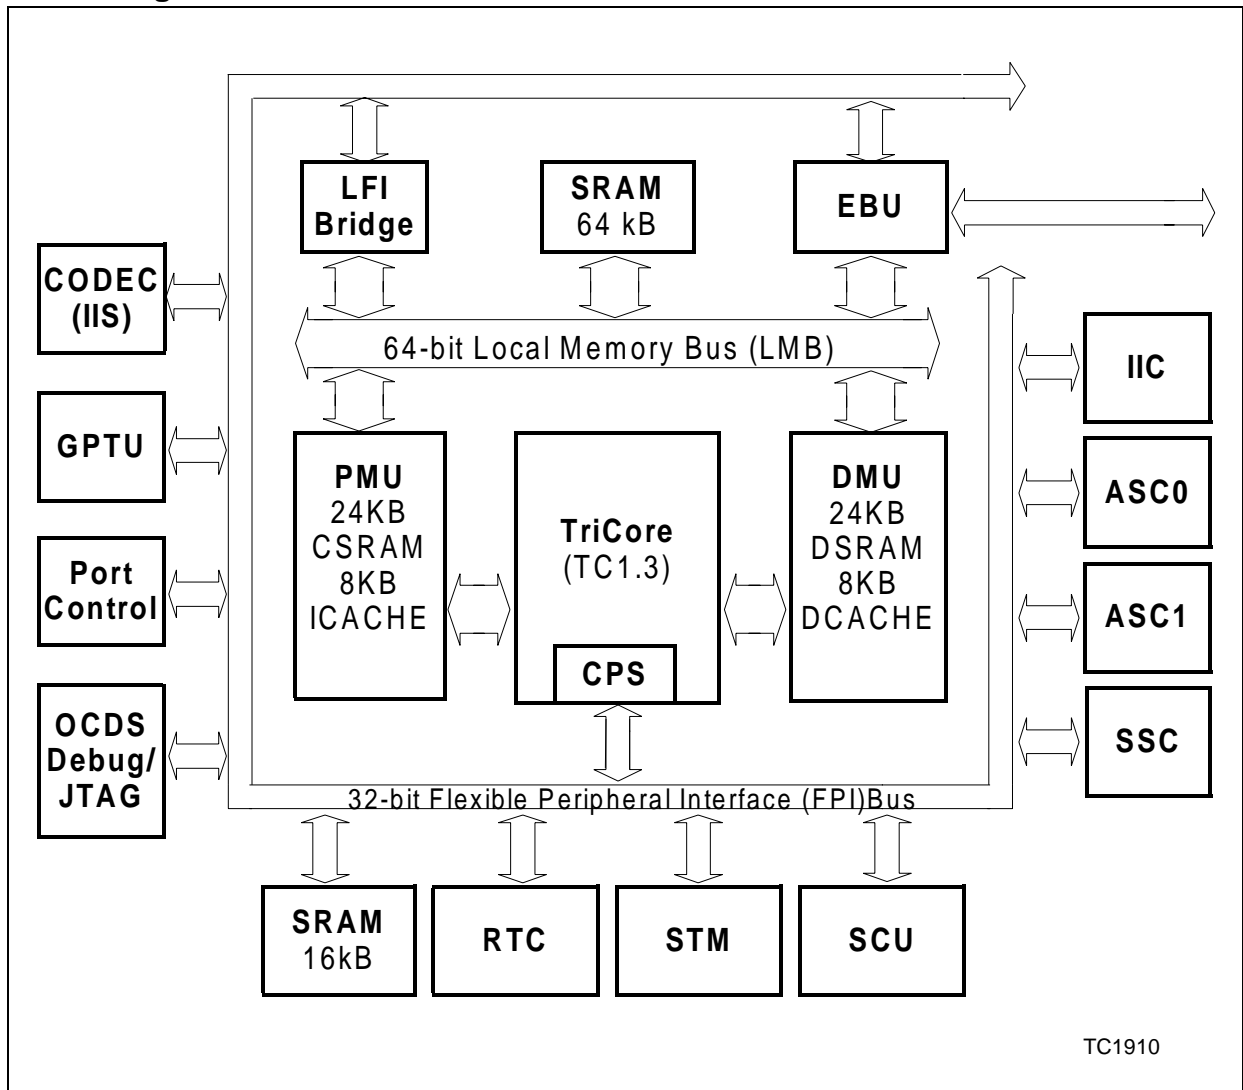 LFI
Bridge
SRAM
64 kB
EBU
CODEC
(IIS)
64-bit Local Memory Bus (LMB)
IIC
GPTU
PMU
24KB
CSRAM
8KB
ICACHE
TriCore
(TC1.3)
CPS
DMU
24KB
DSRAM
8KB
DCACHE
ASC0
Port
Control
ASC1
OCDS
Debug/
JTAG
SSC
32-bit Flexible Peripheral Interface (FPI)Bus
SRAM
16kB
RTC
STM
SCU
TC1910